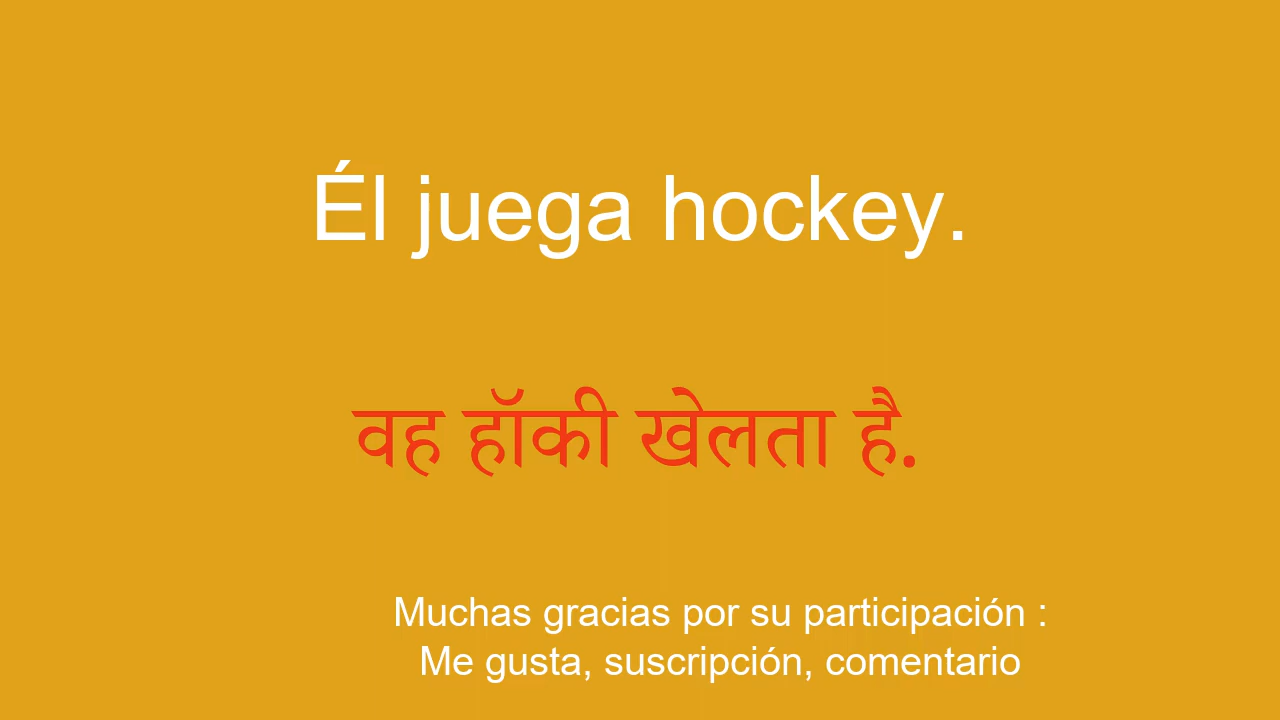 Él juega hockey.
वह हॉकी खेलता है.
Muchas gracias por su participación :
Me gusta, suscripción, comentario